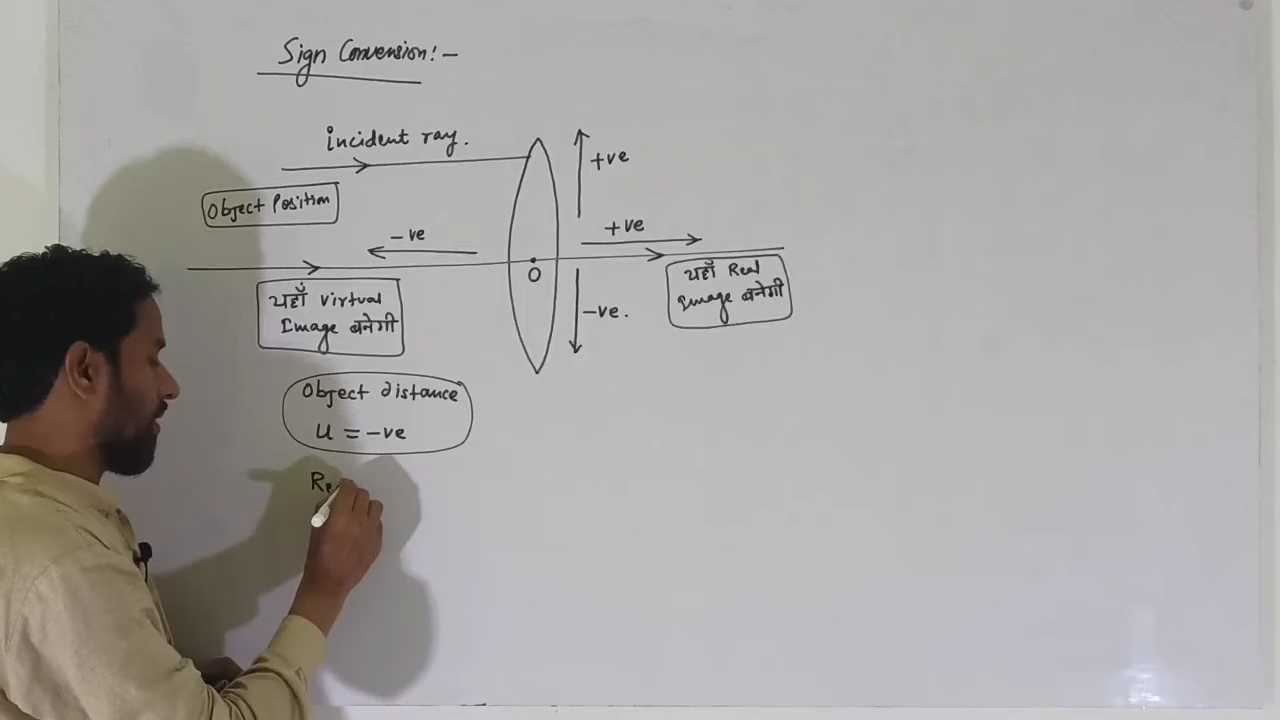 Sign Convension:-
incident ray.
+ve
Object Position
+ve
-ve
O
यहाँ Real
Image बनेगी
यहाँ Virtual
Image बनेगी
-ve.
Object distance
u = -ve
Re